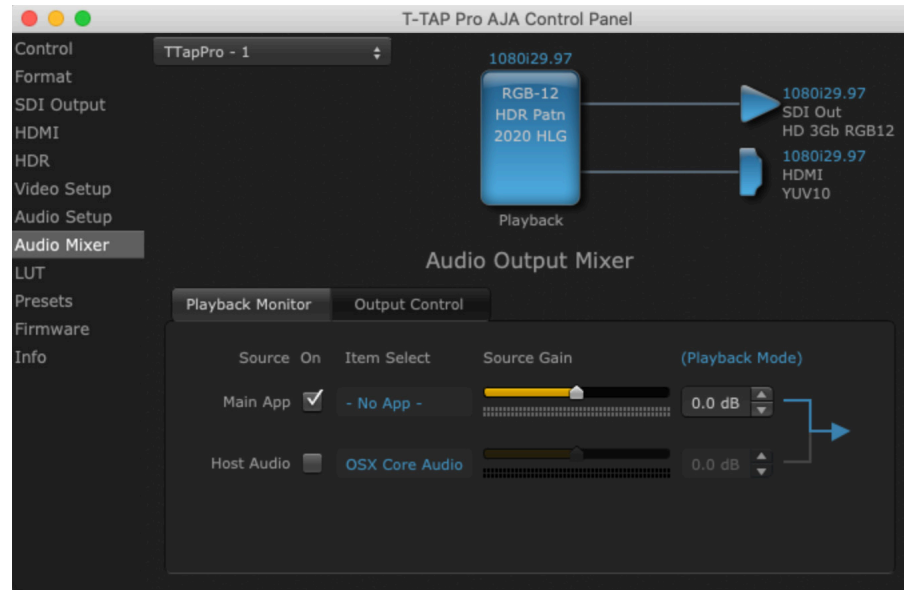 T-TAP Pro AJA Control Panel
Control
Format
SDI Output
HDMI
HDR
Video Setup
Audio Setup
Audio Mixer
LUT
Presets
Firmware
Info
TTapPro - 1
1080i29.97
RGB-12
HDR Patn
2020 HLG
Playback
1080i29.97
SDI Out
HD 3Gb RGB12
1080i29.97
HDMI
YUV10
Audio Output Mixer
Playback Monitor Output Control
Source On Item Select Source Gain (Playback Mode)
Main App - No App - 0.0 dB
Host Audio OSX Core Audio 0.0 dB